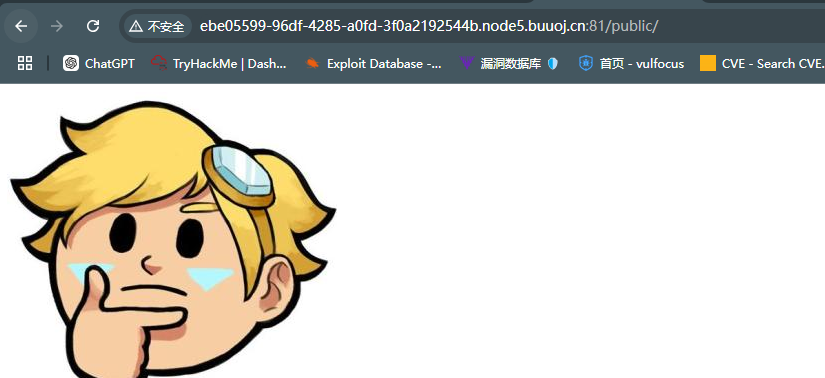 不安全 ebe05599-96df-4285-a0fd-3f0a2192544b.node5.buuoj.cn:81/public/
ChatGPT TryHackMe | Dash... Exploit Database -... 漏洞数据库 首页 - vulfocus CVE - Search CVE...